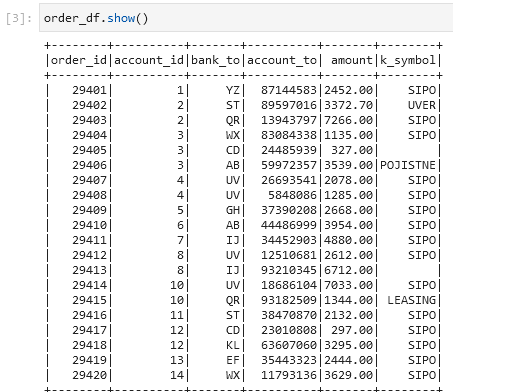 [3]: order_df.show()
+--------+----------+-------+----------+-------+--------+
|order_id|account_id|bank_to|account_to| amount|k_symbol|
+--------+----------+-------+----------+-------+--------+
| 29401| 1| YZ| 87144583|2452.00| SIPO|
| 29402| 2| ST| 89597016|3372.70| UVER|
| 29403| 2| QR| 13943797|7266.00| SIPO|
| 29404| 3| WX| 83084338|1135.00| SIPO|
| 29405| 3| CD| 24485939| 327.00| |
| 29406| 3| AB| 59972357|3539.00|POJISTNE|
| 29407| 4| UV| 26693541|2078.00| SIPO|
| 29408| 4| UV| 5848086|1285.00| SIPO|
| 29409| 5| GH| 37390208|2668.00| SIPO|
| 29410| 6| AB| 44486999|3954.00| SIPO|
| 29411| 7| IJ| 34452903|4880.00| SIPO|
| 29412| 8| UV| 12510681|2612.00| SIPO|
| 29413| 8| IJ| 93210345|6712.00| |
| 29414| 10| UV| 18686104|7033.00| SIPO|
| 29415| 10| QR| 93182509|1344.00| LEASING|
| 29416| 11| ST| 38470870|2132.00| SIPO|
| 29417| 12| CD| 23010808| 297.00| SIPO|
| 29418| 12| KL| 63607060|3295.00| SIPO|
| 29419| 13| EF| 35443323|2444.00| SIPO|
| 29420| 14| WX| 11793136|3629.00| SIPO|
+--------+----------+-------+----------+-------+--------+